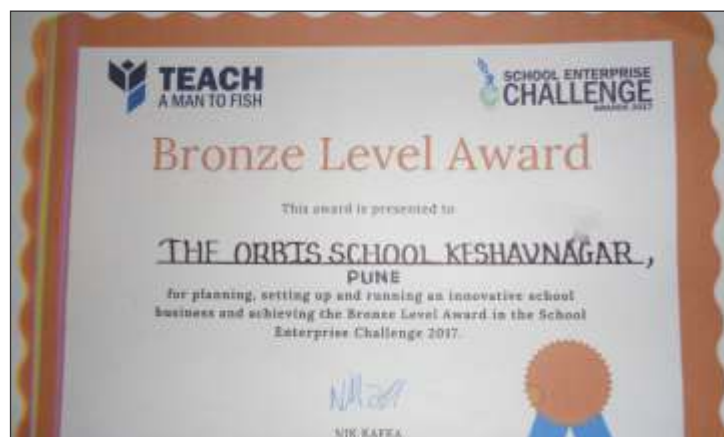 TEACH
A MAN TO FISH
SCHOOL ENTERPRISE
CHALLENGE
AWARDS 2017
Bronze Level Award
This award is presented to
THE ORBIS SCHOOL KESHAVNAGAR,
PUNE
for planning, setting up and running an innovative school
business and achieving the Bronze Level Award in the School
Enterprise Challenge 2017.
NIK KAFKA